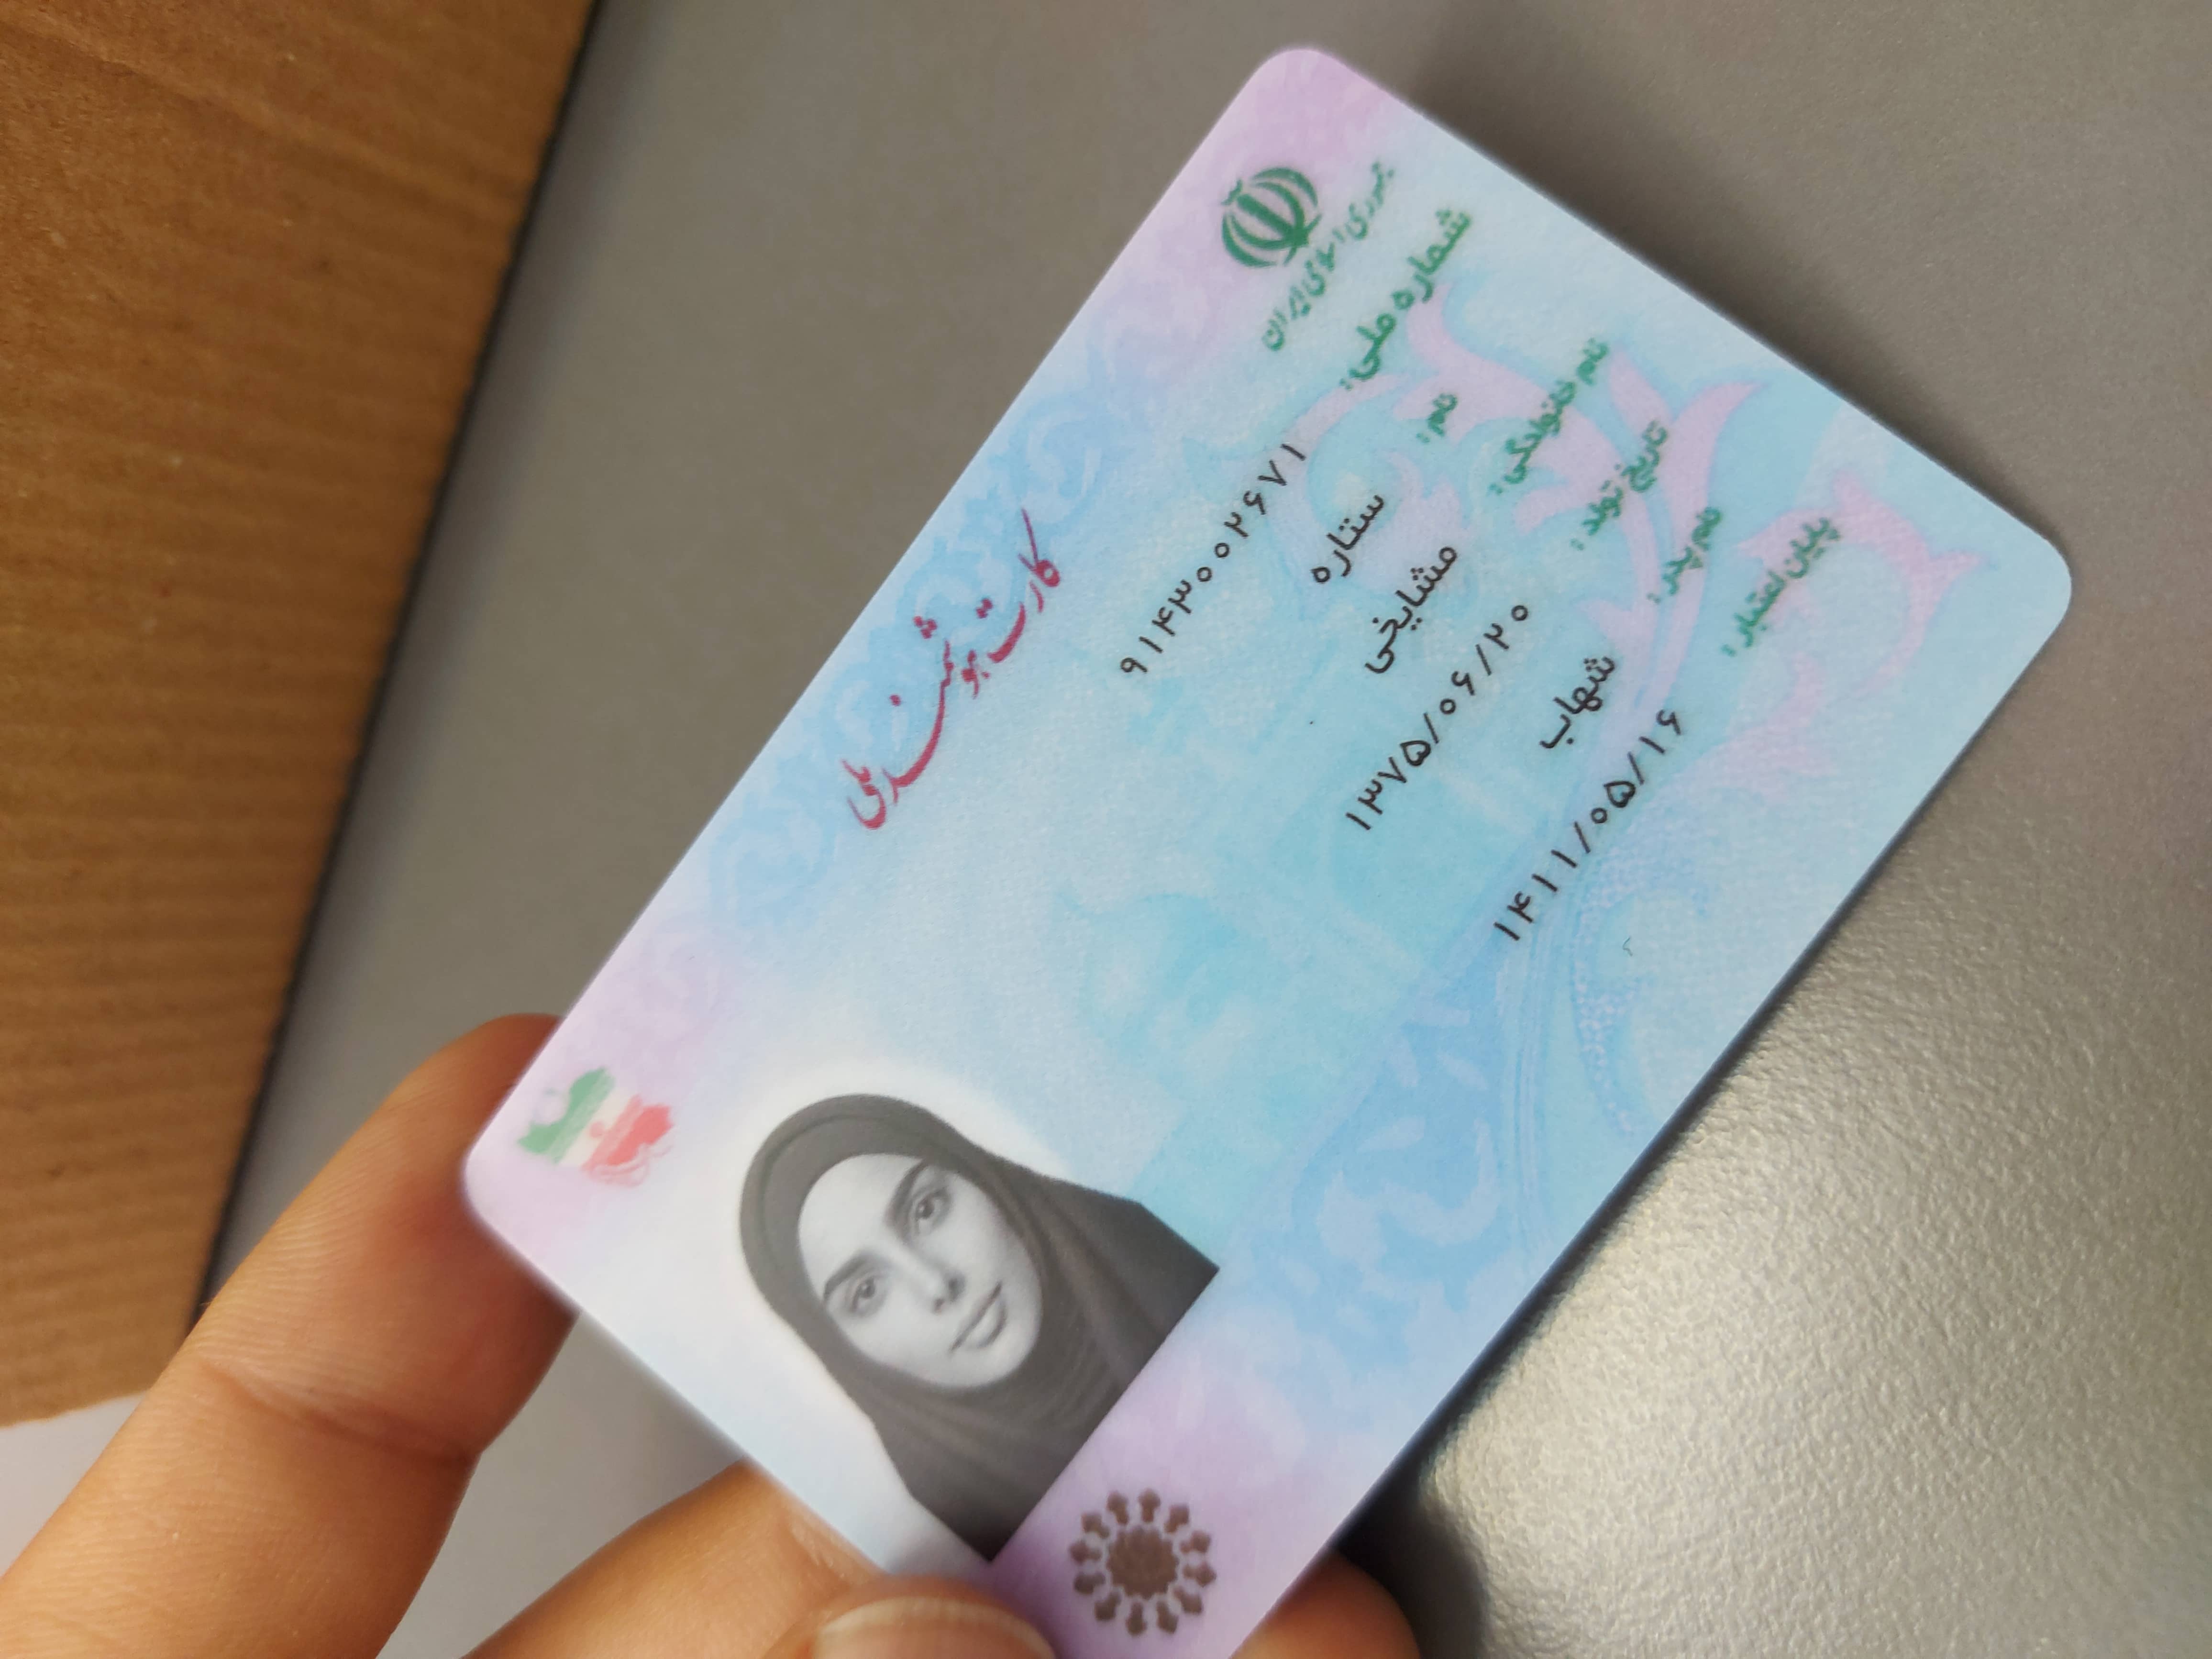 جمهوری اسلامی ایران
کارت هوشمند ملی
شماره ملی: ۹۱۴۳۰۰۲۶۷۱
نام: ستاره
نام خانوادگی: مشایخی
تاریخ تولد: ۱۳۷۵/۰۶/۲۰
نام پدر: شهاب
پایان اعتبار: ۱۴۱۱/۰۵/۱۶